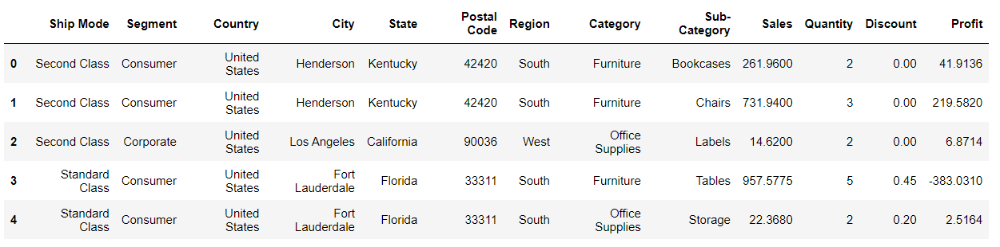 Ship Mode Segment Country City State Postal Code Region Category Sub-Category Sales Quantity Discount Profit
0 Second Class Consumer United States Henderson Kentucky 42420 South Furniture Bookcases 261.9600 2 0.00 41.9136
1 Second Class Consumer United States Henderson Kentucky 42420 South Furniture Chairs 731.9400 3 0.00 219.5820
2 Second Class Corporate United States Los Angeles California 90036 West Office Supplies Labels 14.6200 2 0.00 6.8714
3 Standard Class Consumer United States Fort Lauderdale Florida 33311 South Furniture Tables 957.5775 5 0.45 -383.0310
4 Standard Class Consumer United States Fort Lauderdale Florida 33311 South Office Supplies Storage 22.3680 2 0.20 2.5164